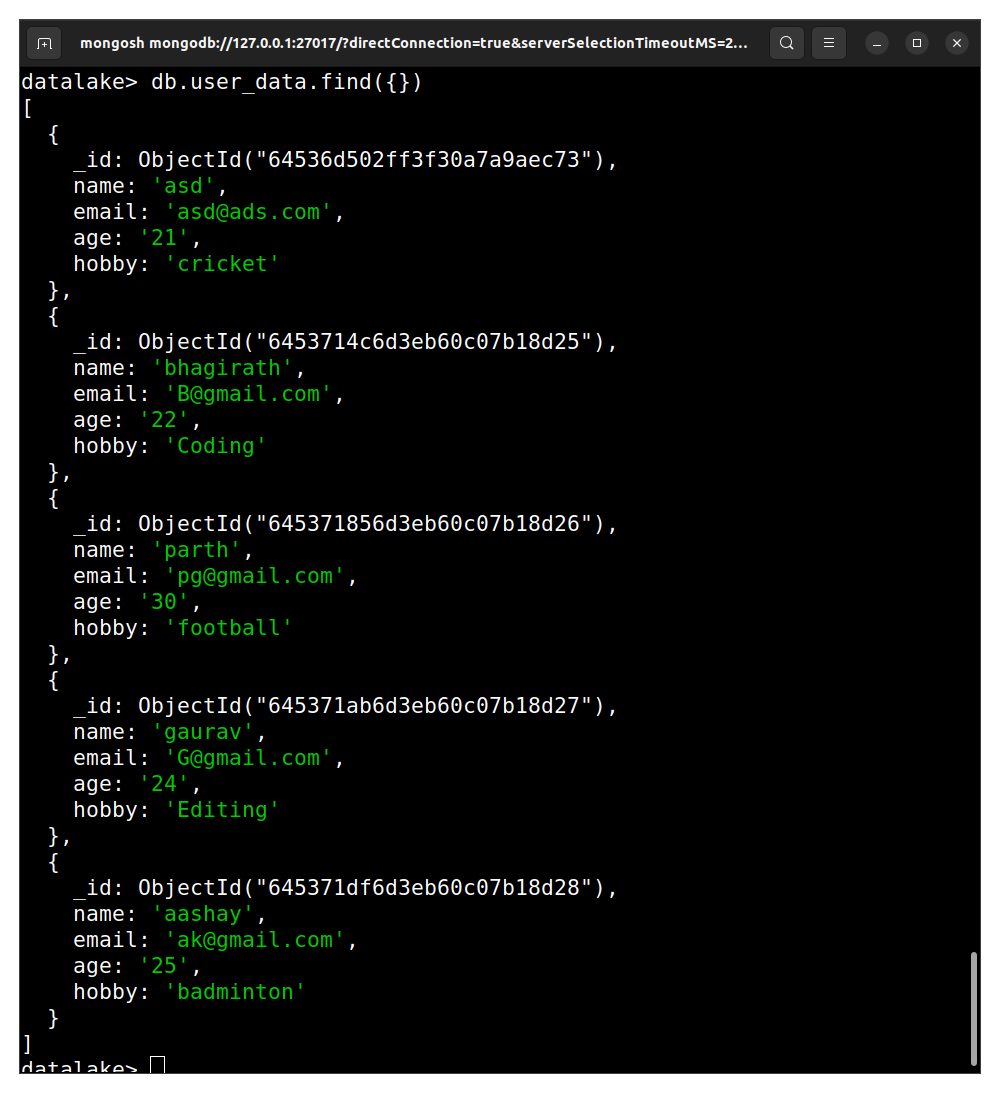 mongosh mongodb://127.0.0.1:27017/?directConnection=true&serverSelectionTimeoutMS=2…
datalake> db.user_data.find({})
[
  {
    _id: ObjectId("64536d502ff3f30a7a9aec73"),
    name: 'asd',
    email: 'asd@ads.com',
    age: '21',
    hobby: 'cricket'
  },
  {
    _id: ObjectId("6453714c6d3eb60c07b18d25"),
    name: 'bhagirath',
    email: 'B@gmail.com',
    age: '22',
    hobby: 'Coding'
  },
  {
    _id: ObjectId("645371856d3eb60c07b18d26"),
    name: 'parth',
    email: 'pg@gmail.com',
    age: '30',
    hobby: 'football'
  },
  {
    _id: ObjectId("645371ab6d3eb60c07b18d27"),
    name: 'gaurav',
    email: 'G@gmail.com',
    age: '24',
    hobby: 'Editing'
  },
  {
    _id: ObjectId("645371df6d3eb60c07b18d28"),
    name: 'aashay',
    email: 'ak@gmail.com',
    age: '25',
    hobby: 'badminton'
  }
]
datalake>